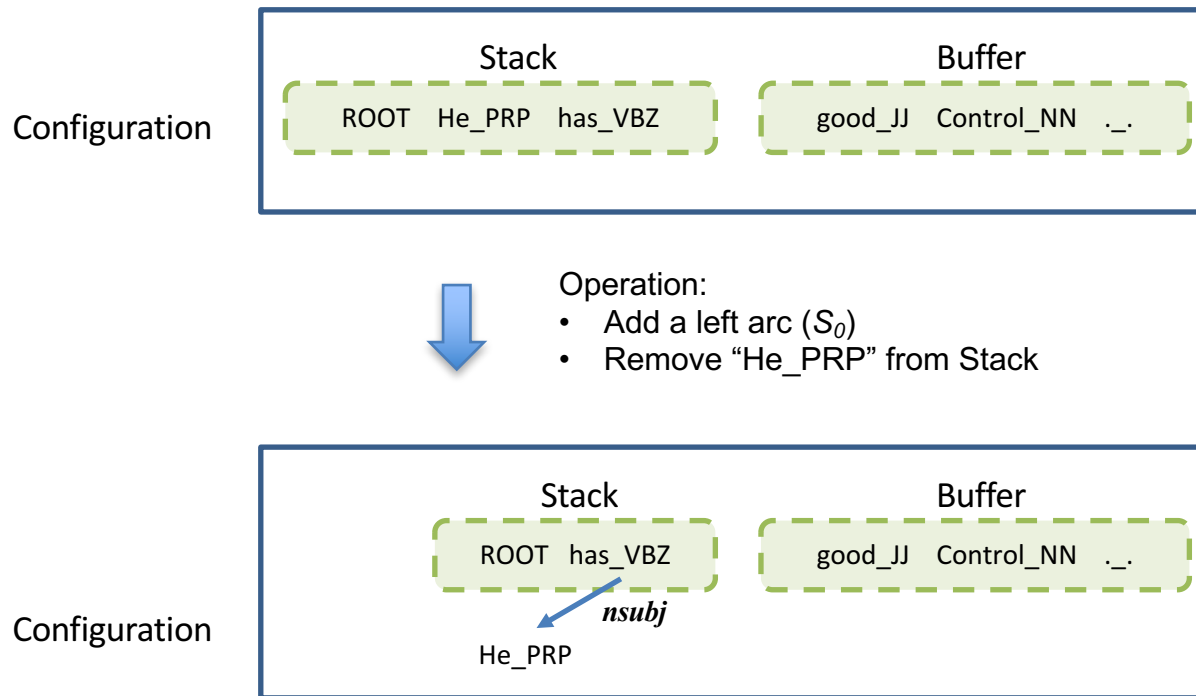 Stack Buffer
Configuration
ROOT He_PRP has_VBZ good_JJ Control_NN ._.
Operation:
• Add a left arc (S₀)
• Remove “He_PRP” from Stack
Stack Buffer
ROOT has_VBZ good_JJ Control_NN ._.
nsubj
Configuration
He_PRP